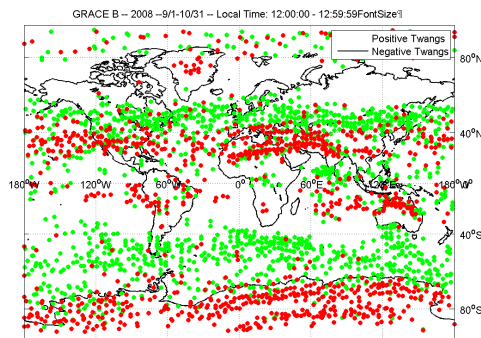 GRACE B -- 2008 --9/1-10/31 -- Local Time: 12:00:00 - 12:59:59FontSize¶
Positive Twangs
Negative Twangs
80°N
40°N
180°W 120°W 60°W 0° 60°E 120°E 180°W
40°S
80°S